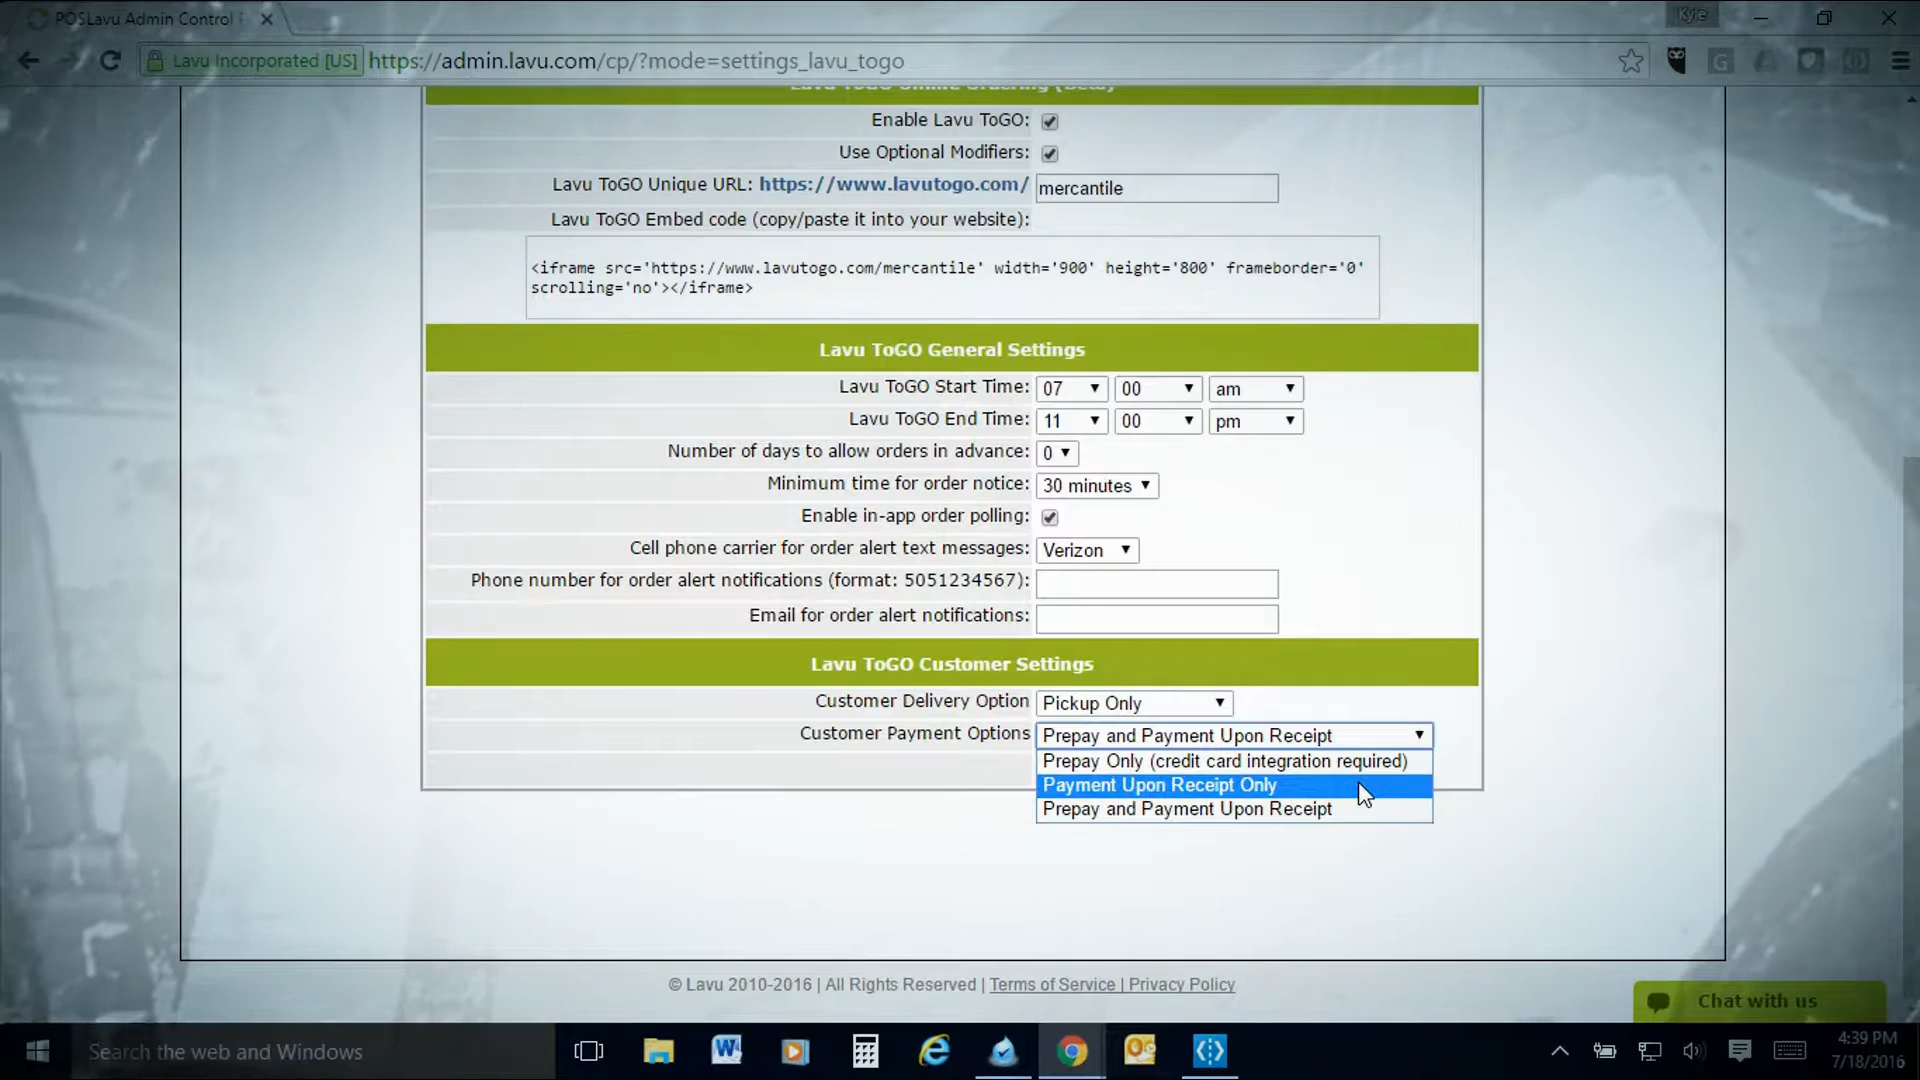 POSLavu Admin Control P
Kyle
Lavu Incorporated [US]
https://admin.lavu.com/cp/?mode=settings_lavu_togo
Lavu ToGO Online Ordering (Beta)
Enable Lavu ToGO:
Use Optional Modifiers:
Lavu ToGO Unique URL: https://www.lavutogo.com/ mercantile
Lavu ToGO Embed code (copy/paste it into your website):
<iframe src='https://www.lavutogo.com/mercantile' width='900' height='800' frameborder='0'
scrolling='no'></iframe>
Lavu ToGO General Settings
Lavu ToGO Start Time: 07 00 am
Lavu ToGO End Time: 11 00 pm
Number of days to allow orders in advance: 0
Minimum time for order notice: 30 minutes
Enable in-app order polling:
Cell phone carrier for order alert text messages: Verizon
Phone number for order alert notifications (format: 5051234567):
Email for order alert notifications:
Lavu ToGO Customer Settings
Customer Delivery Option Pickup Only
Customer Payment Options Prepay and Payment Upon Receipt
Prepay Only (credit card integration required)
Payment Upon Receipt Only
Prepay and Payment Upon Receipt
© Lavu 2010-2016 | All Rights Reserved | Terms of Service | Privacy Policy
Chat with us
Search the web and Windows
4:39 PM
7/18/2016